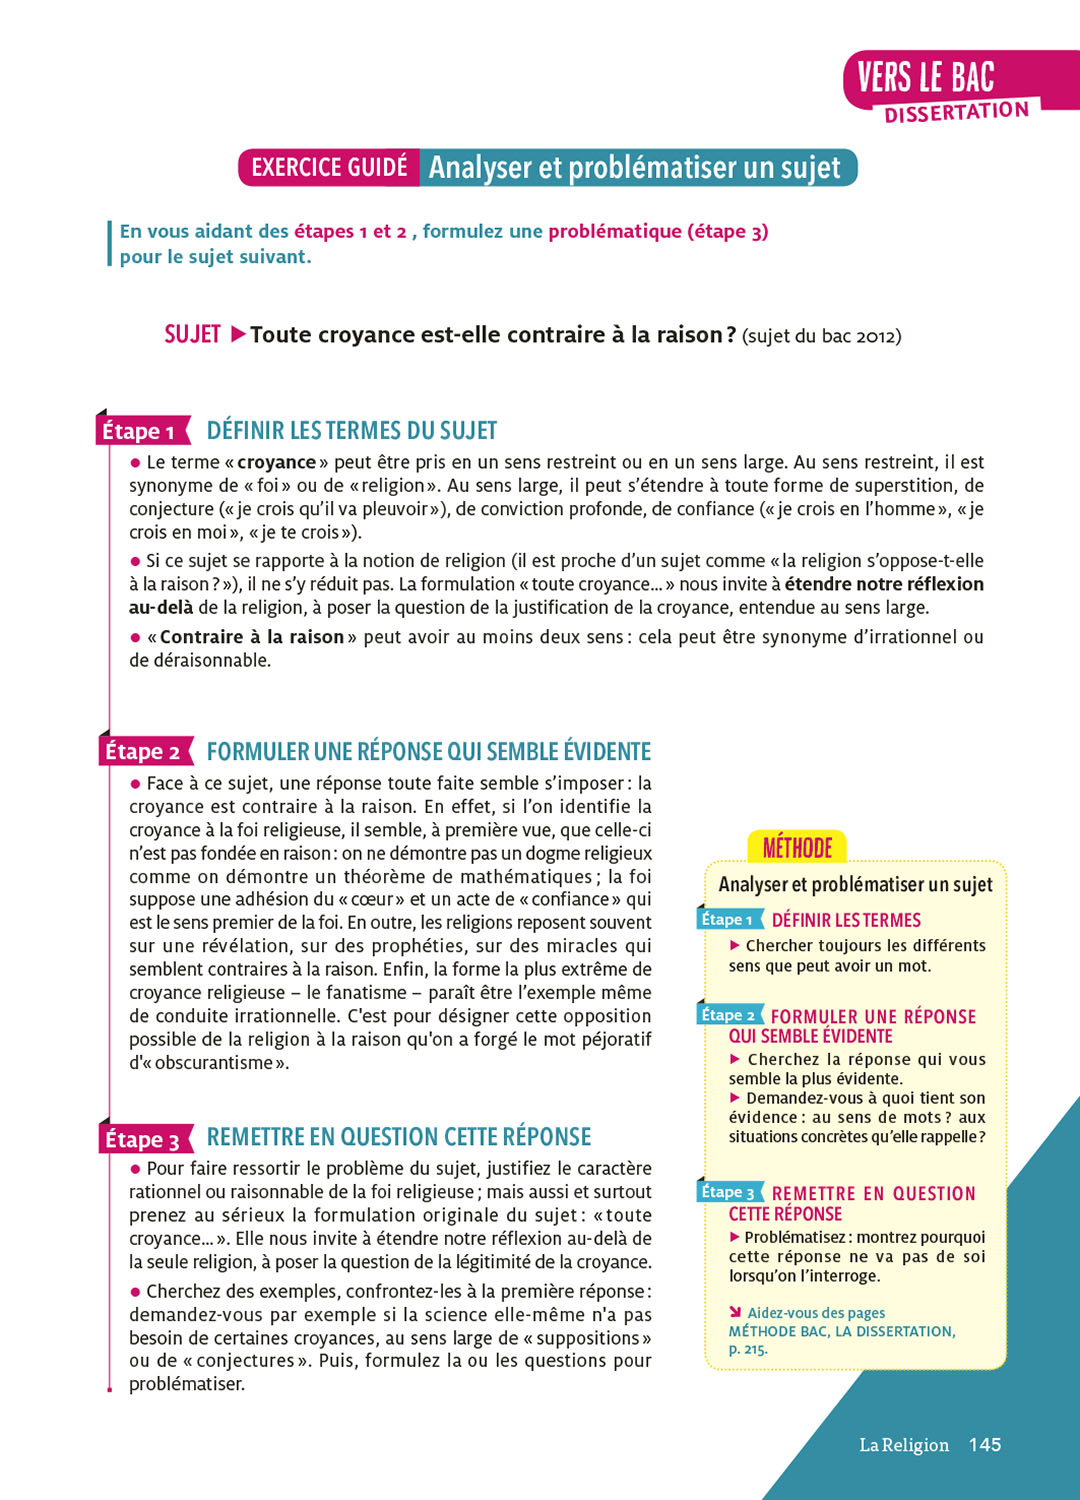 VERS LE BAC
DISSERTATION
EXERCICE GUIDÉ Analyser et problématiser un sujet
En vous aidant des étapes 1 et 2 , formulez une problématique (étape 3)
pour le sujet suivant.
SUJET ▶ Toute croyance est-elle contraire à la raison ? (sujet du bac 2012)
Étape 1 DÉFINIR LES TERMES DU SUJET
● Le terme « croyance » peut être pris en un sens restreint ou en un sens large. Au sens restreint, il est
synonyme de « foi » ou de « religion ». Au sens large, il peut s’étendre à toute forme de superstition, de
conjecture (« je crois qu’il va pleuvoir »), de conviction profonde, de confiance (« je crois en l’homme », « je
crois en moi », « je te crois »).
● Si ce sujet se rapporte à la notion de religion (il est proche d’un sujet comme « la religion s’oppose-t-elle
à la raison ? »), il ne s’y réduit pas. La formulation « toute croyance... » nous invite à étendre notre réflexion
au-delà de la religion, à poser la question de la justification de la croyance, entendue au sens large.
● « Contraire à la raison » peut avoir au moins deux sens : cela peut être synonyme d’irrationnel ou
de déraisonnable.
Étape 2 FORMULER UNE RÉPONSE QUI SEMBLE ÉVIDENTE
● Face à ce sujet, une réponse toute faite semble s’imposer : la
croyance est contraire à la raison. En effet, si l’on identifie la
croyance à la foi religieuse, il semble, à première vue, que celle-ci
n’est pas fondée en raison : on ne démontre pas un dogme religieux
comme on démontre un théorème de mathématiques ; la foi
suppose une adhésion du « cœur » et un acte de « confiance » qui
est le sens premier de la foi. En outre, les religions reposent souvent
sur une révélation, sur des prophéties, sur des miracles qui
semblent contraires à la raison. Enfin, la forme la plus extrême de
croyance religieuse – le fanatisme – paraît être l’exemple même
de conduite irrationnelle. C'est pour désigner cette opposition
possible de la religion à la raison qu'on a forgé le mot péjoratif
d'« obscurantisme ».
Étape 3 REMETTRE EN QUESTION CETTE RÉPONSE
● Pour faire ressortir le problème du sujet, justifiez le caractère
rationnel ou raisonnable de la foi religieuse ; mais aussi et surtout
prenez au sérieux la formulation originale du sujet : « toute
croyance... ». Elle nous invite à étendre notre réflexion au-delà de
la seule religion, à poser la question de la légitimité de la croyance.
● Cherchez des exemples, confrontez-les à la première réponse :
demandez-vous par exemple si la science elle-même n'a pas
besoin de certaines croyances, au sens large de « suppositions »
ou de « conjectures ». Puis, formulez la ou les questions pour
problématiser.
MÉTHODE
Analyser et problématiser un sujet
Étape 1 DÉFINIR LES TERMES
▶ Chercher toujours les différents
sens que peut avoir un mot.
Étape 2 FORMULER UNE RÉPONSE
QUI SEMBLE ÉVIDENTE
▶ Cherchez la réponse qui vous
semble la plus évidente.
▶ Demandez-vous à quoi tient son
évidence : au sens de mots ? aux
situations concrètes qu’elle rappelle ?
Étape 3 REMETTRE EN QUESTION
CETTE RÉPONSE
▶ Problématisez : montrez pourquoi
cette réponse ne va pas de soi
lorsqu’on l’interroge.
↘ Aidez-vous des pages
MÉTHODE BAC, LA DISSERTATION,
p. 215.
La Religion 145